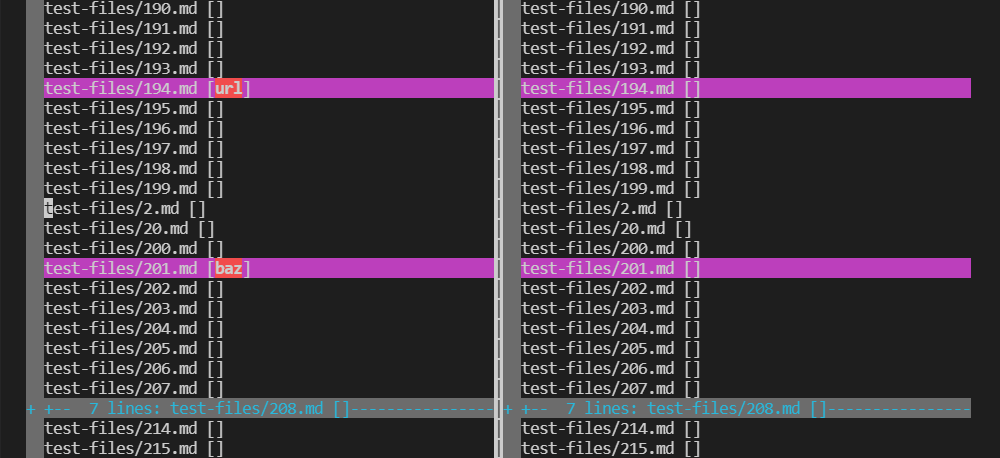 test-files/190.md [] test-files/190.md []
test-files/191.md [] test-files/191.md []
test-files/192.md [] test-files/192.md []
test-files/193.md [] test-files/193.md []
test-files/194.md [url] test-files/194.md []
test-files/195.md [] test-files/195.md []
test-files/196.md [] test-files/196.md []
test-files/197.md [] test-files/197.md []
test-files/198.md [] test-files/198.md []
test-files/199.md [] test-files/199.md []
test-files/2.md [] test-files/2.md []
test-files/20.md [] test-files/20.md []
test-files/200.md [] test-files/200.md []
test-files/201.md [baz] test-files/201.md []
test-files/202.md [] test-files/202.md []
test-files/203.md [] test-files/203.md []
test-files/204.md [] test-files/204.md []
test-files/205.md [] test-files/205.md []
test-files/206.md [] test-files/206.md []
test-files/207.md [] test-files/207.md []
+ +-- 7 lines: test-files/208.md []---------------- + +-- 7 lines: test-files/208.md []----------------
test-files/214.md [] test-files/214.md []
test-files/215.md [] test-files/215.md []